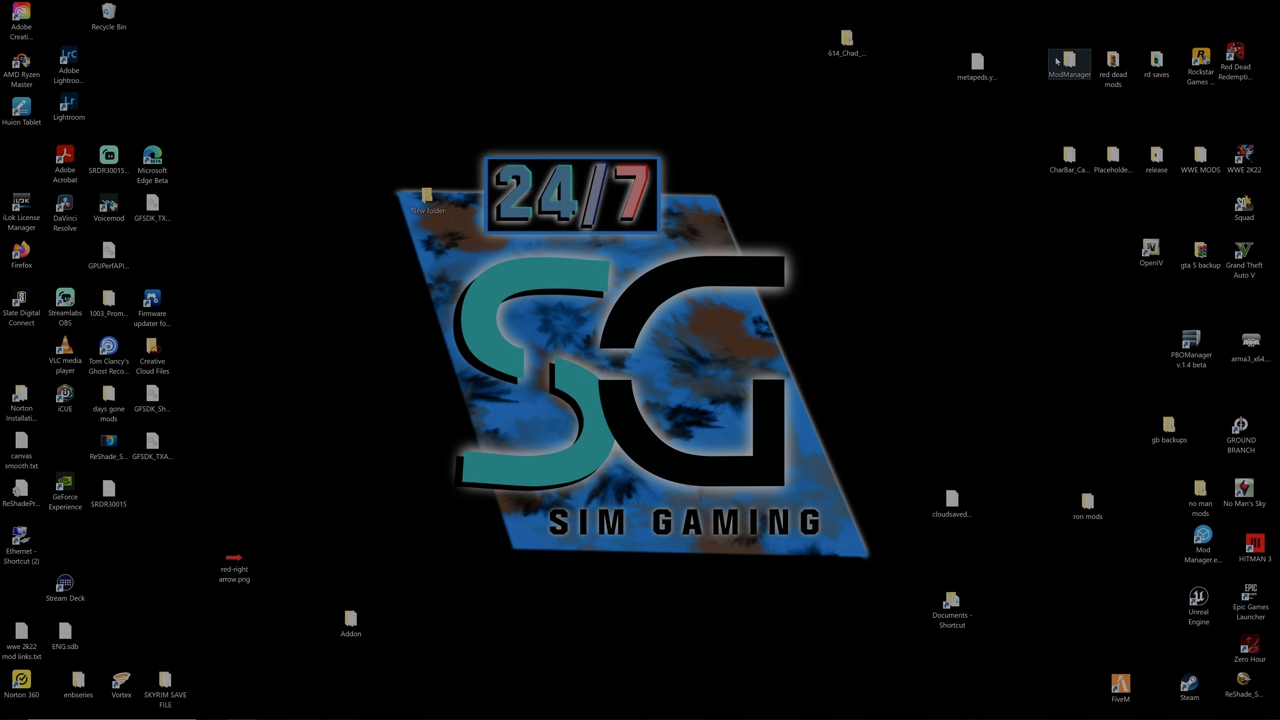 Adobe
Creati...
Recycle Bin
614_Chad_...
metapeds.y...
ModManager
red dead
mods
rd saves
Rockstar
Games ...
Red Dead
Redempti...
AMD Ryzen
Master
Adobe
Lightroo...
Huion Tablet
Lightroom
Adobe
Acrobat
SRDR30015...
Microsoft
Edge Beta
CharBar_Ca...
Placeholde...
release
WWE MODS
WWE 2K22
iLok License
Manager
DaVinci
Resolve
Voicemod
GFSDK_TX...
New folder
24/7
Squad
Firefox
GPUPerfAPI...
OpenIV
gta 5 backup
Grand Theft
Auto V
SG
Slate Digital
Connect
Streamlabs
OBS
1003_Prom...
Firmware
updater fo...
VLC media
player
Tom Clancy's
Ghost Reco...
Creative
Cloud Files
PBOManager
v.1.4 beta
arma3_x64...
Norton
Installati...
iCUE
days gone
mods
GFSDK_Sh...
gb backups
GROUND
BRANCH
canvas
smooth.txt
ReShade_S...
GFSDK_TXA...
ReShadePr...
GeForce
Experience
SRDR30015
SIM GAMING
cloudsaved...
ron mods
no man
mods
No Man's Sky
Ethernet -
Shortcut (2)
Mod
Manager.e...
HITMAN 3
red-right
arrow.png
Stream Deck
Addon
Documents -
Shortcut
Unreal
Engine
Epic Games
Launcher
wwe 2k22
mod links.txt
ENG.sdb
Zero Hour
Norton 360
enbseries
Vortex
SKYRIM SAVE
FILE
FiveM
Steam
ReShade_S...